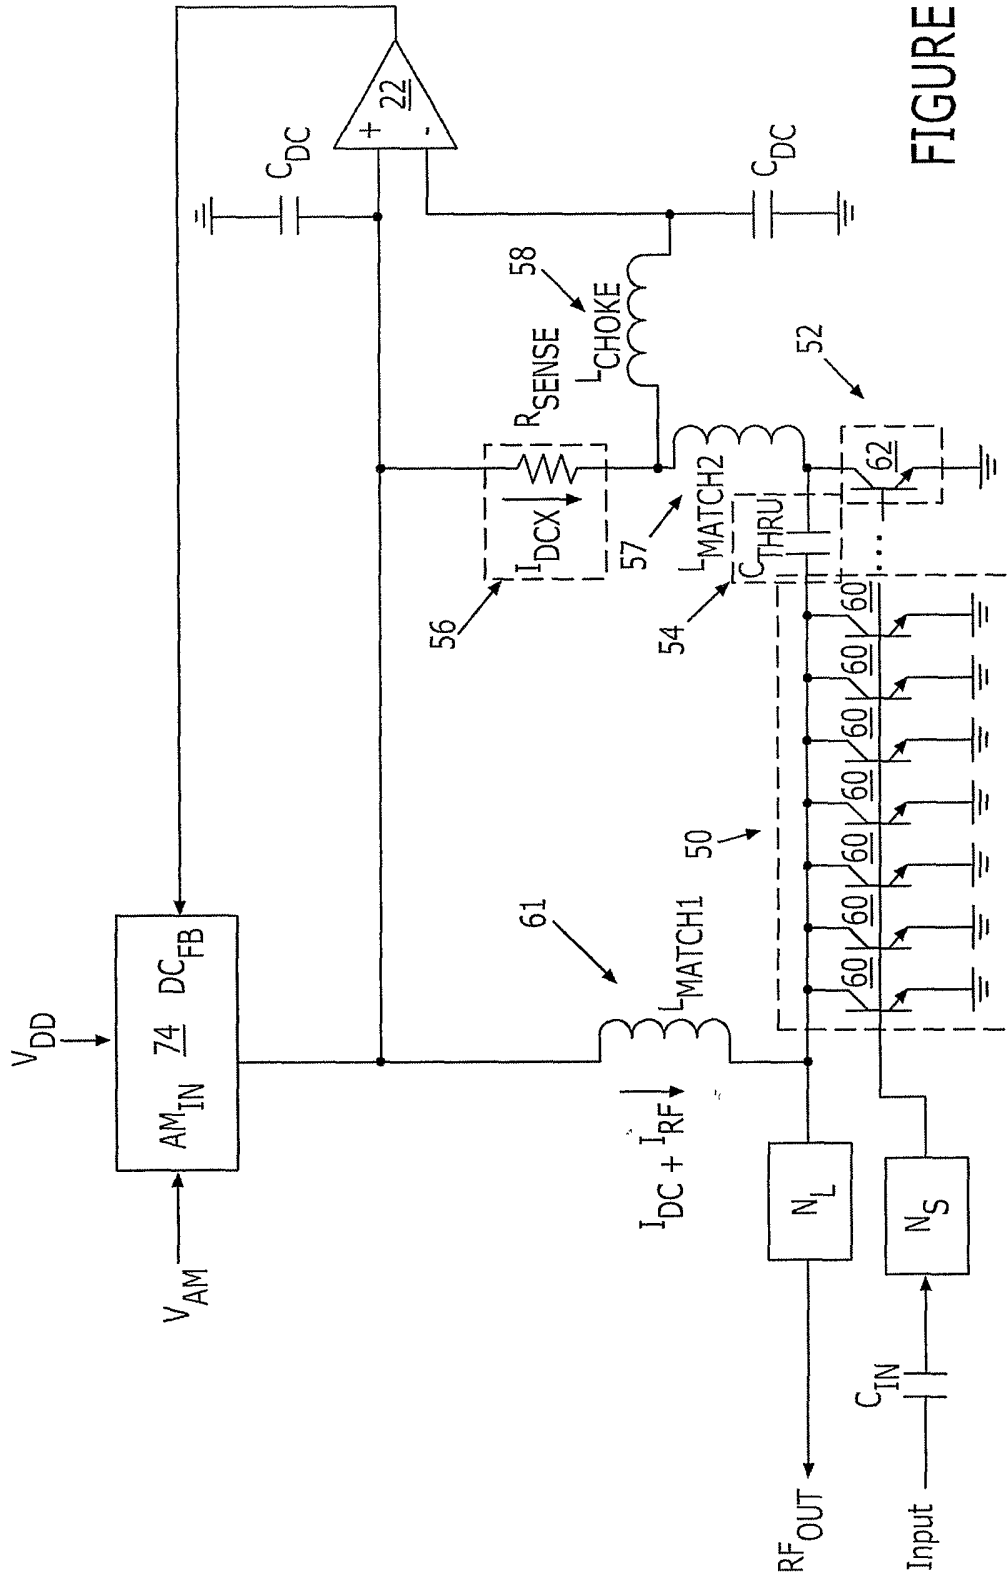 FIGURE
V_DD
V_AM
AM_IN 74 DC_FB
C_DC
+
-
22
58
L_CHOKE
R_SENSE
I_DCX
56
57
L_MATCH2
C_THRU
54
52
62
C_DC
61
L_MATCH1
I_DC + I_RF
50
60 60 60 60 60 60 60
...
N_L
RF_OUT
N_S
C_IN
Input